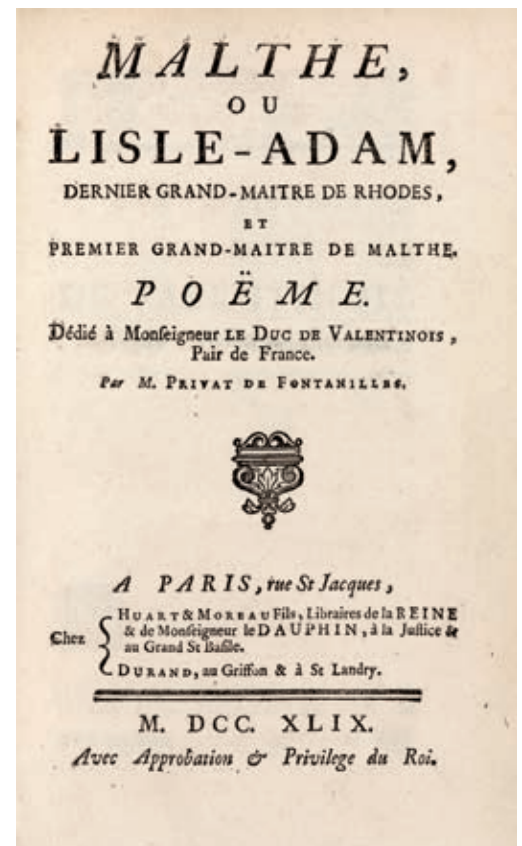 MALTHE,
OU
LISLE-ADAM,
DERNIER GRAND-MAITRE DE RHODES,
ET
PREMIER GRAND-MAITRE DE MALTHE.
POËME.
Dédié à Monſeigneur LE DUC DE VALENTINOIS,
Pair de France.
Par M. PRIVAT DE FONTANILLES.
A PARIS, rue St Jacques,
Chez
HUART & MOREAU Fils, Libraires de la REINE
& de Monſeigneur le DAUPHIN, à la Juſtice &
au Grand St Baſile.
DURAND, au Griffon & à St Landry.
M. DCC. XLIX.
Avec Approbation & Privilege du Roi.